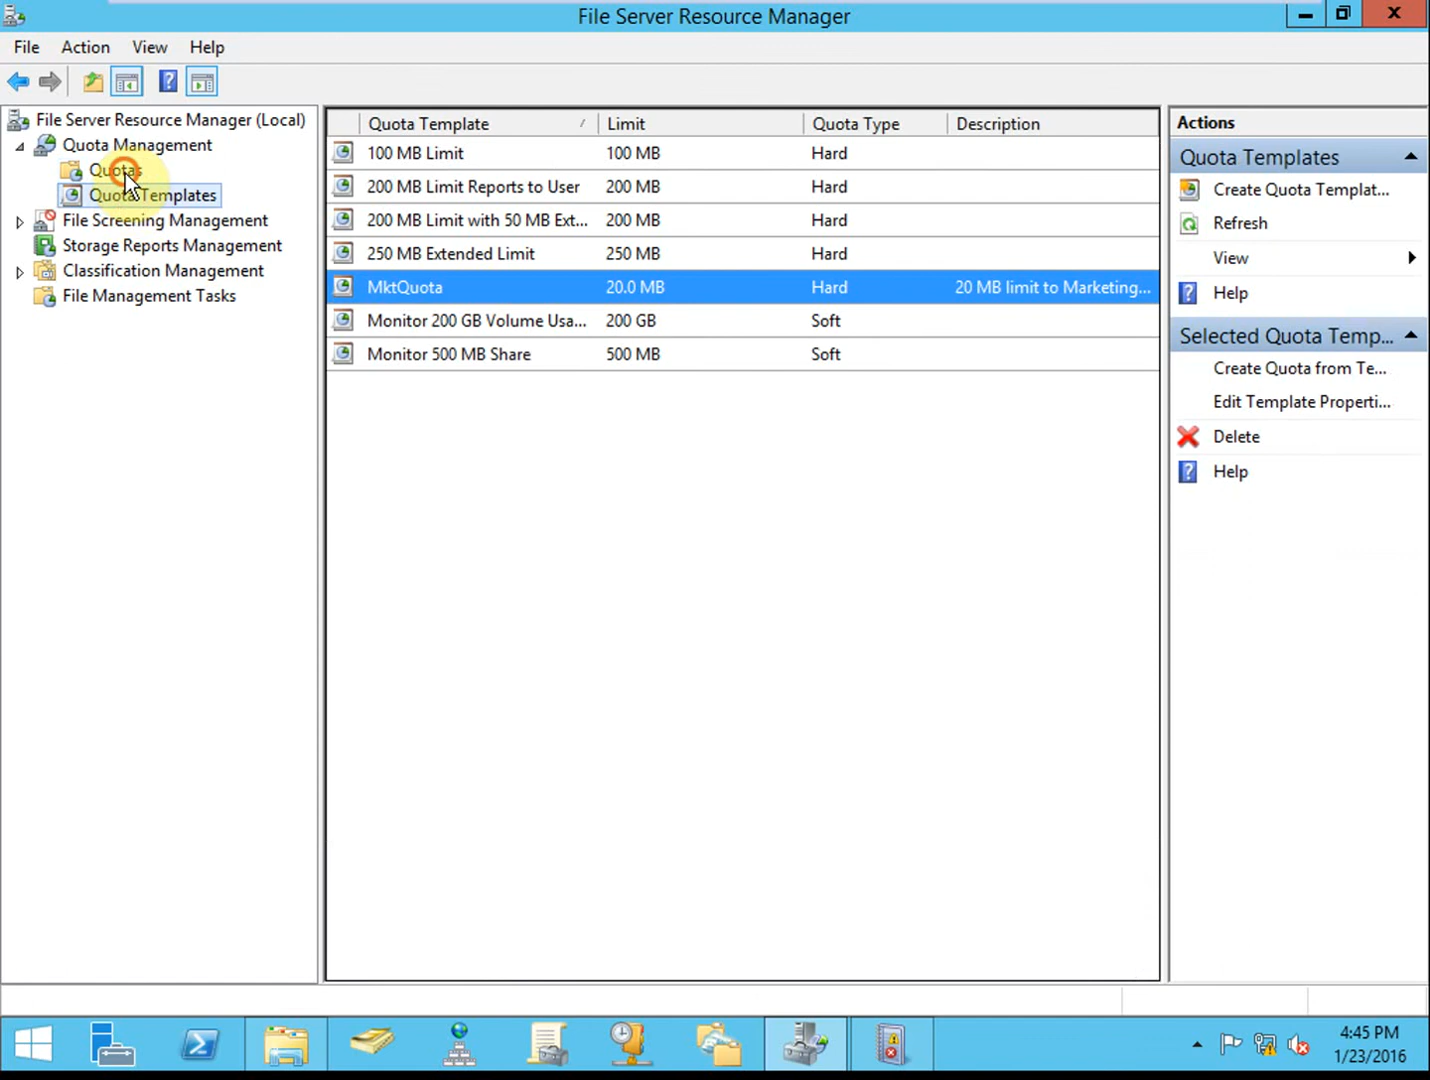 File Server Resource Manager
File Action View Help
File Server Resource Manager (Local)
Quota Management
Quotas
Quota Templates
File Screening Management
Storage Reports Management
Classification Management
File Management Tasks
Quota Template / Limit Quota Type Description
100 MB Limit 100 MB Hard
200 MB Limit Reports to User 200 MB Hard
200 MB Limit with 50 MB Ext... 200 MB Hard
250 MB Extended Limit 250 MB Hard
MktQuota 20.0 MB Hard 20 MB limit to Marketing...
Monitor 200 GB Volume Usa... 200 GB Soft
Monitor 500 MB Share 500 MB Soft
Actions
Quota Templates
Create Quota Templat...
Refresh
View
Help
Selected Quota Temp...
Create Quota from Te...
Edit Template Properti...
Delete
Help
4:45 PM
1/23/2016